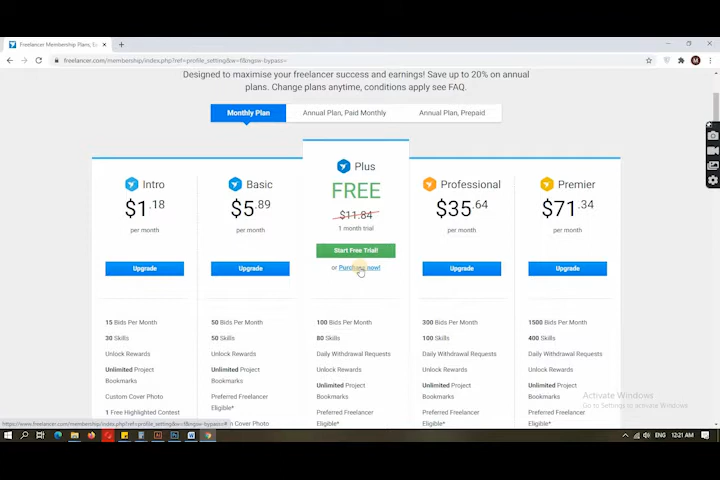 Freelancer Membership Plans, Ex
freelancer.com/membership/index.php?ref=profile_setting&w=f&ngsw-bypass=
Designed to maximise your freelancer success and earnings! Save up to 20% on annual
plans. Change plans anytime, conditions apply see FAQ.
Monthly Plan
Annual Plan, Paid Monthly
Annual Plan, Prepaid
Intro
$1.18
per month
Upgrade
15 Bids Per Month
30 Skills
Unlock Rewards
Unlimited Project
Bookmarks
Custom Cover Photo
1 Free Highlighted Contest
Basic
$5.89
per month
Upgrade
50 Bids Per Month
50 Skills
Unlock Rewards
Unlimited Project
Bookmarks
Preferred Freelancer
Eligible*
Cover Photo
Plus
FREE
$11.84
1 month trial
Start Free Trial!
or Purchase now!
100 Bids Per Month
80 Skills
Daily Withdrawal Requests
Unlock Rewards
Unlimited Project
Bookmarks
Preferred Freelancer
Eligible*
Professional
$35.64
per month
Upgrade
300 Bids Per Month
100 Skills
Daily Withdrawal Requests
Unlock Rewards
Unlimited Project
Bookmarks
Preferred Freelancer
Eligible*
Premier
$71.34
per month
Upgrade
1500 Bids Per Month
400 Skills
Daily Withdrawal Requests
Unlock Rewards
Unlimited Project
Bookmarks
Preferred Freelancer
Eligible*
Activate Windows
Go to Settings to activate Windows.
https://www.freelancer.com/membership/index.php?ref=profile_setting&w=f&ngsw-bypass=#
ENG
12:21 AM